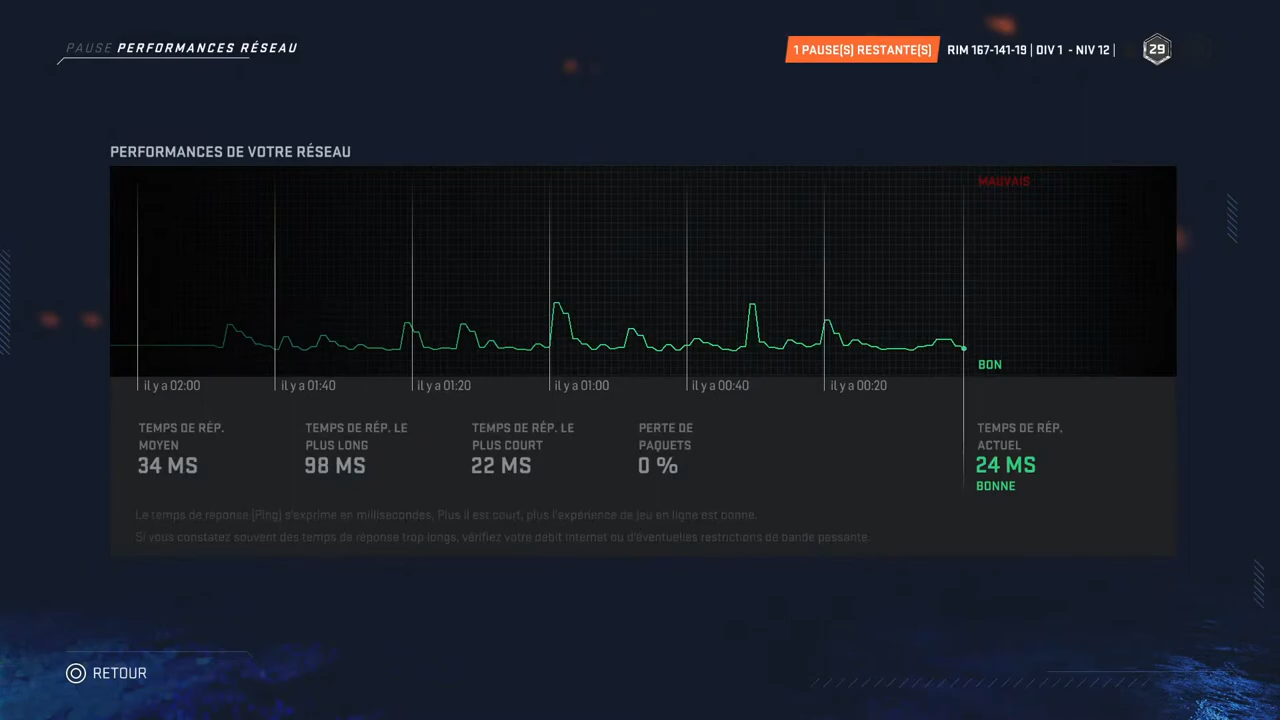 PAUSE PERFORMANCES RÉSEAU
1 PAUSE(S) RESTANTE(S) RIM 167-141-19 | DIV 1 - NIV 12 | 29
PERFORMANCES DE VOTRE RÉSEAU
MAUVAIS
BON
il y a 02:00 il y a 01:40 il y a 01:20 il y a 01:00 il y a 00:40 il y a 00:20
TEMPS DE RÉP. MOYEN
34 MS
TEMPS DE RÉP. LE PLUS LONG
98 MS
TEMPS DE RÉP. LE PLUS COURT
22 MS
PERTE DE PAQUETS
0 %
TEMPS DE RÉP. ACTUEL
24 MS
BONNE
Le temps de réponse (Ping) s'exprime en millisecondes. Plus il est court, plus l'expérience de jeu en ligne est bonne.
Si vous constatez souvent des temps de réponse trop longs, vérifiez votre débit Internet ou d'éventuelles restrictions de bande passante.
RETOUR